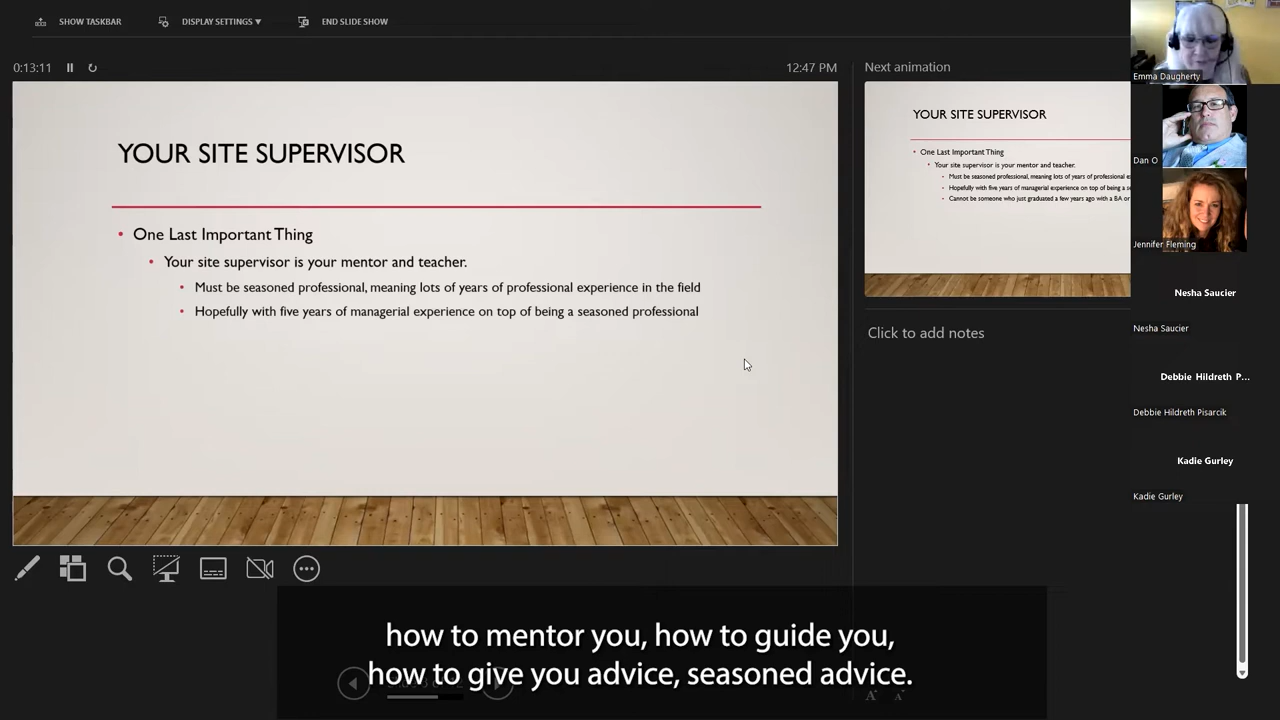 SHOW TASKBAR
DISPLAY SETTINGS
END SLIDE SHOW
0:13:11
12:47 PM
YOUR SITE SUPERVISOR
One Last Important Thing
Your site supervisor is your mentor and teacher.
Must be seasoned professional, meaning lots of years of professional experience in the field
Hopefully with five years of managerial experience on top of being a seasoned professional
Next animation
YOUR SITE SUPERVISOR
One Last Important Thing
Your site supervisor is your mentor and teacher.
Must be seasoned professional, meaning lots of years of professional e
Hopefully with five years of managerial experience on top of being a s
Cannot be someone who just graduated a few years ago with a BA or
Click to add notes
Emma Daugherty
Dan O
Jennifer Fleming
Nesha Saucier
Nesha Saucier
Debbie Hildreth P...
Debbie Hildreth Pisarcik
Kadie Gurley
Kadie Gurley
how to mentor you, how to guide you,
how to give you advice, seasoned advice.
A A